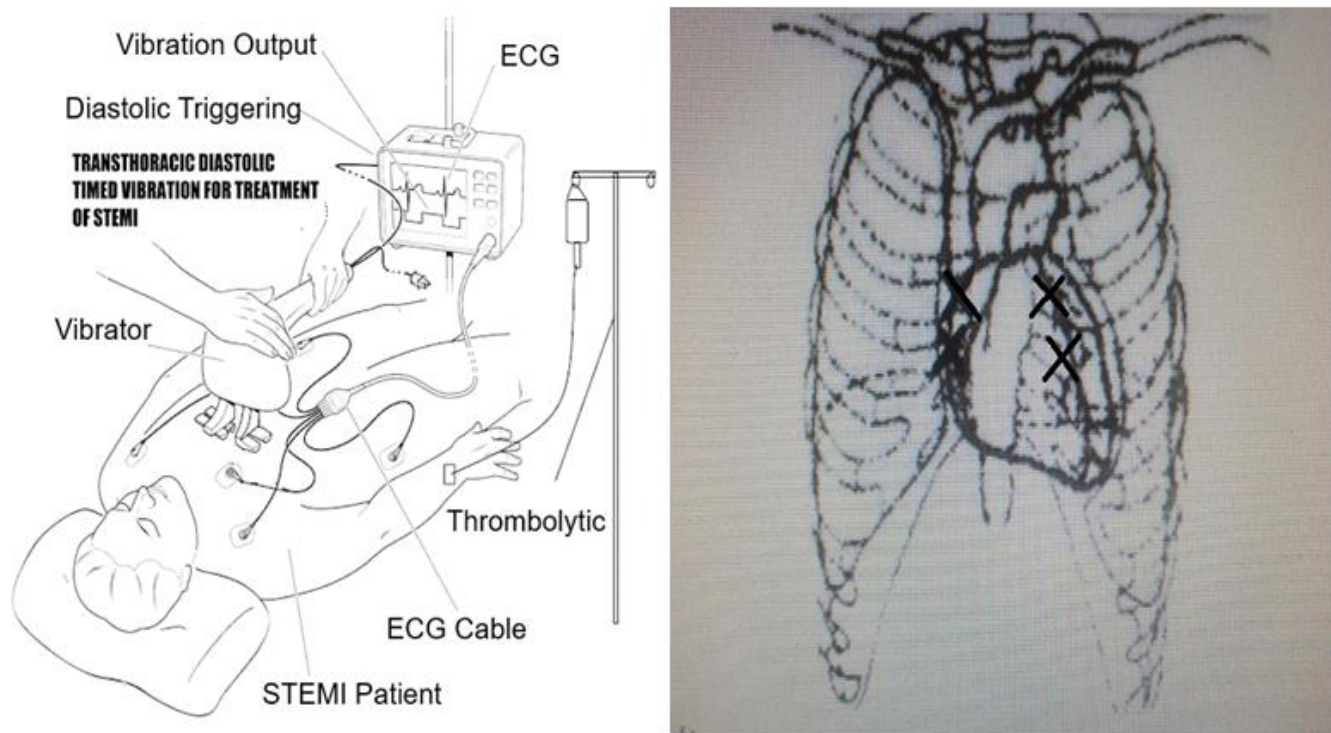 Vibration Output
ECG
Diastolic Triggering
TRANSTHORACIC DIASTOLIC
TIMED VIBRATION FOR TREATMENT
OF STEMI
Vibrator
Thrombolytic
ECG Cable
STEMI Patient